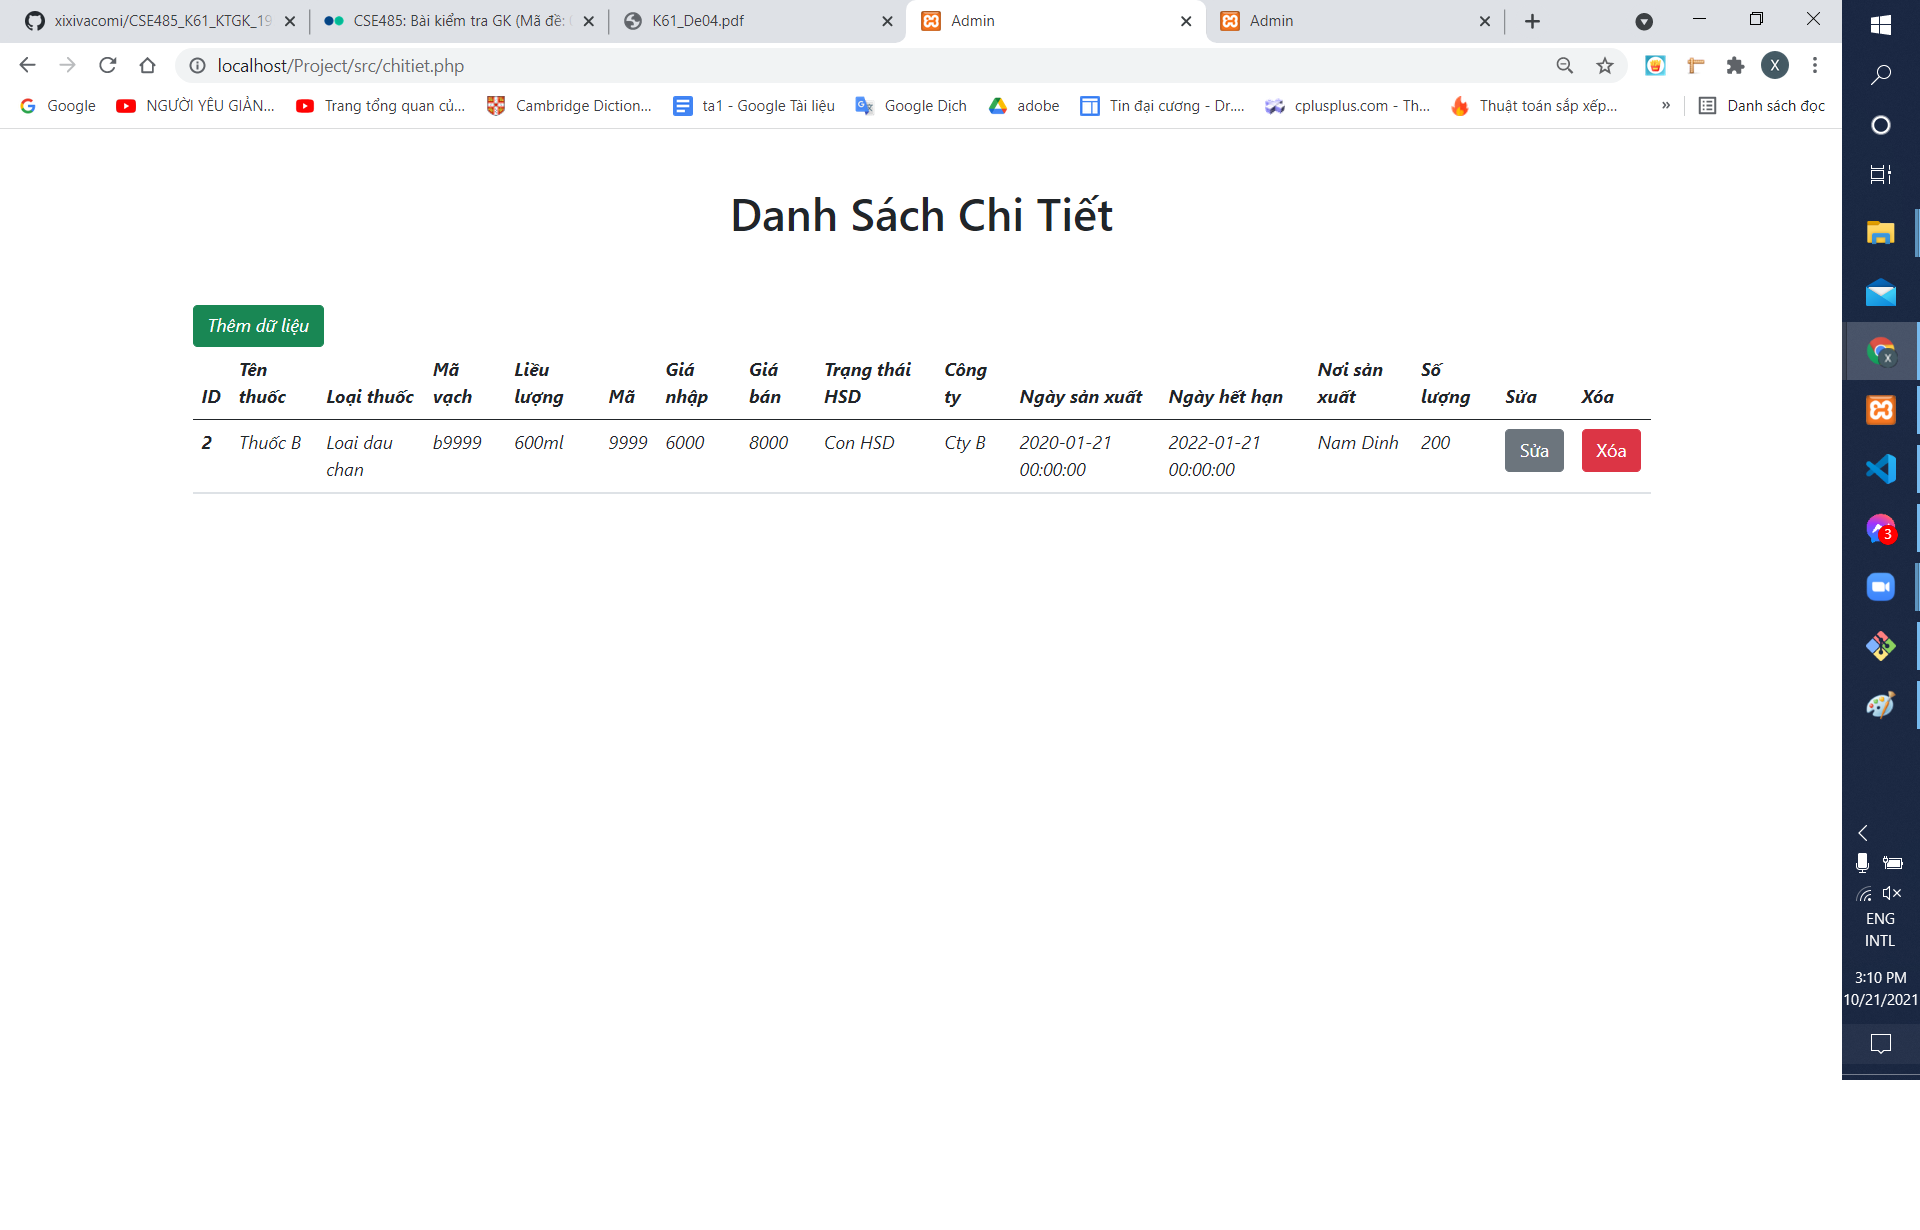 xixivacomi/CSE485_K61_KTGK_19
CSE485: Bài kiểm tra GK (Mã đề:
K61_De04.pdf
Admin
Admin
localhost/Project/src/chitiet.php
X
Google
NGƯỜI YÊU GIẢN...
Trang tổng quan củ...
Cambridge Diction...
ta1 - Google Tài liệu
Google Dịch
adobe
Tin đại cương - Dr....
cplusplus.com - Th...
Thuật toán sắp xếp...
»
Danh sách đọc
Danh Sách Chi Tiết
Thêm dữ liệu
ID Tên thuốc Loại thuốc Mã vạch Liều lượng Mã Giá nhập Giá bán Trạng thái HSD Công ty Ngày sản xuất Ngày hết hạn Nơi sản xuất Số lượng Sửa Xóa
2 Thuốc B Loai dau chan b9999 600ml 9999 6000 8000 Con HSD Cty B 2020-01-21 00:00:00 2022-01-21 00:00:00 Nam Dinh 200 Sửa Xóa
X
3
ENG
INTL
3:10 PM
10/21/2021